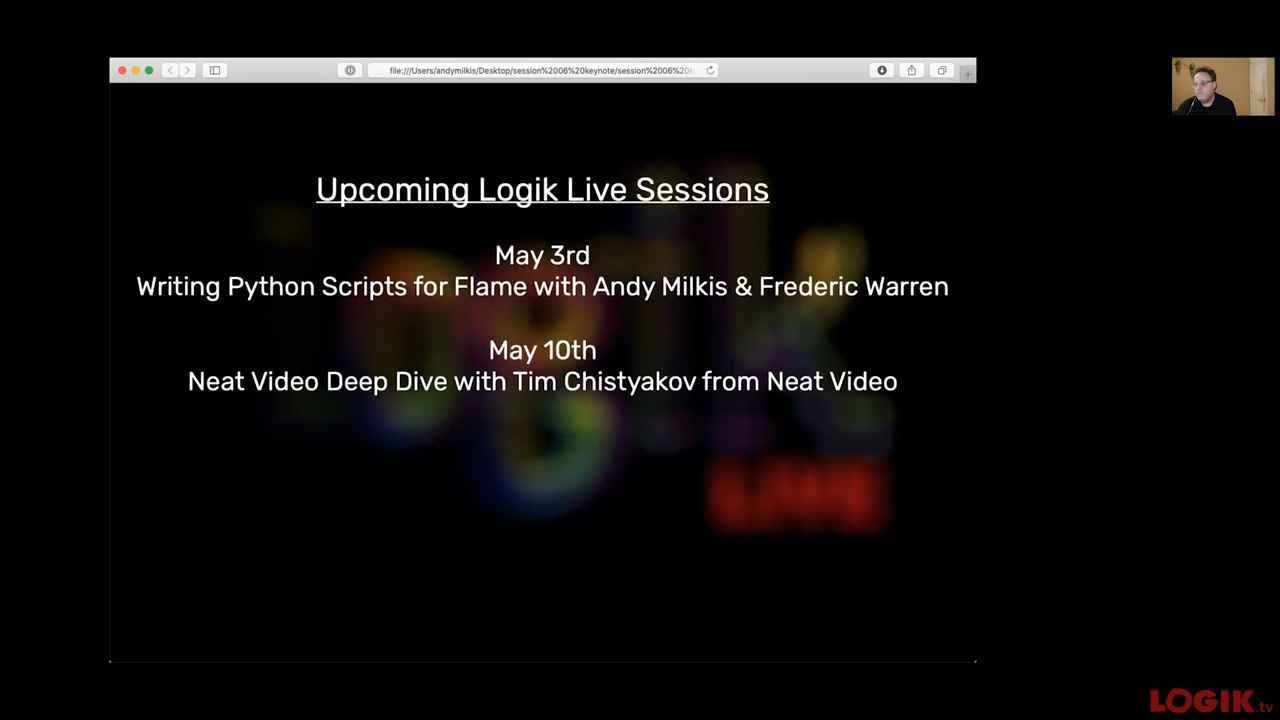 file:///Users/andymilkis/Desktop/session%2006%20keynote/session%2006%20k
Upcoming Logik Live Sessions
May 3rd
Writing Python Scripts for Flame with Andy Milkis & Frederic Warren
May 10th
Neat Video Deep Dive with Tim Chistyakov from Neat Video
LIVE
LOGIK.tv